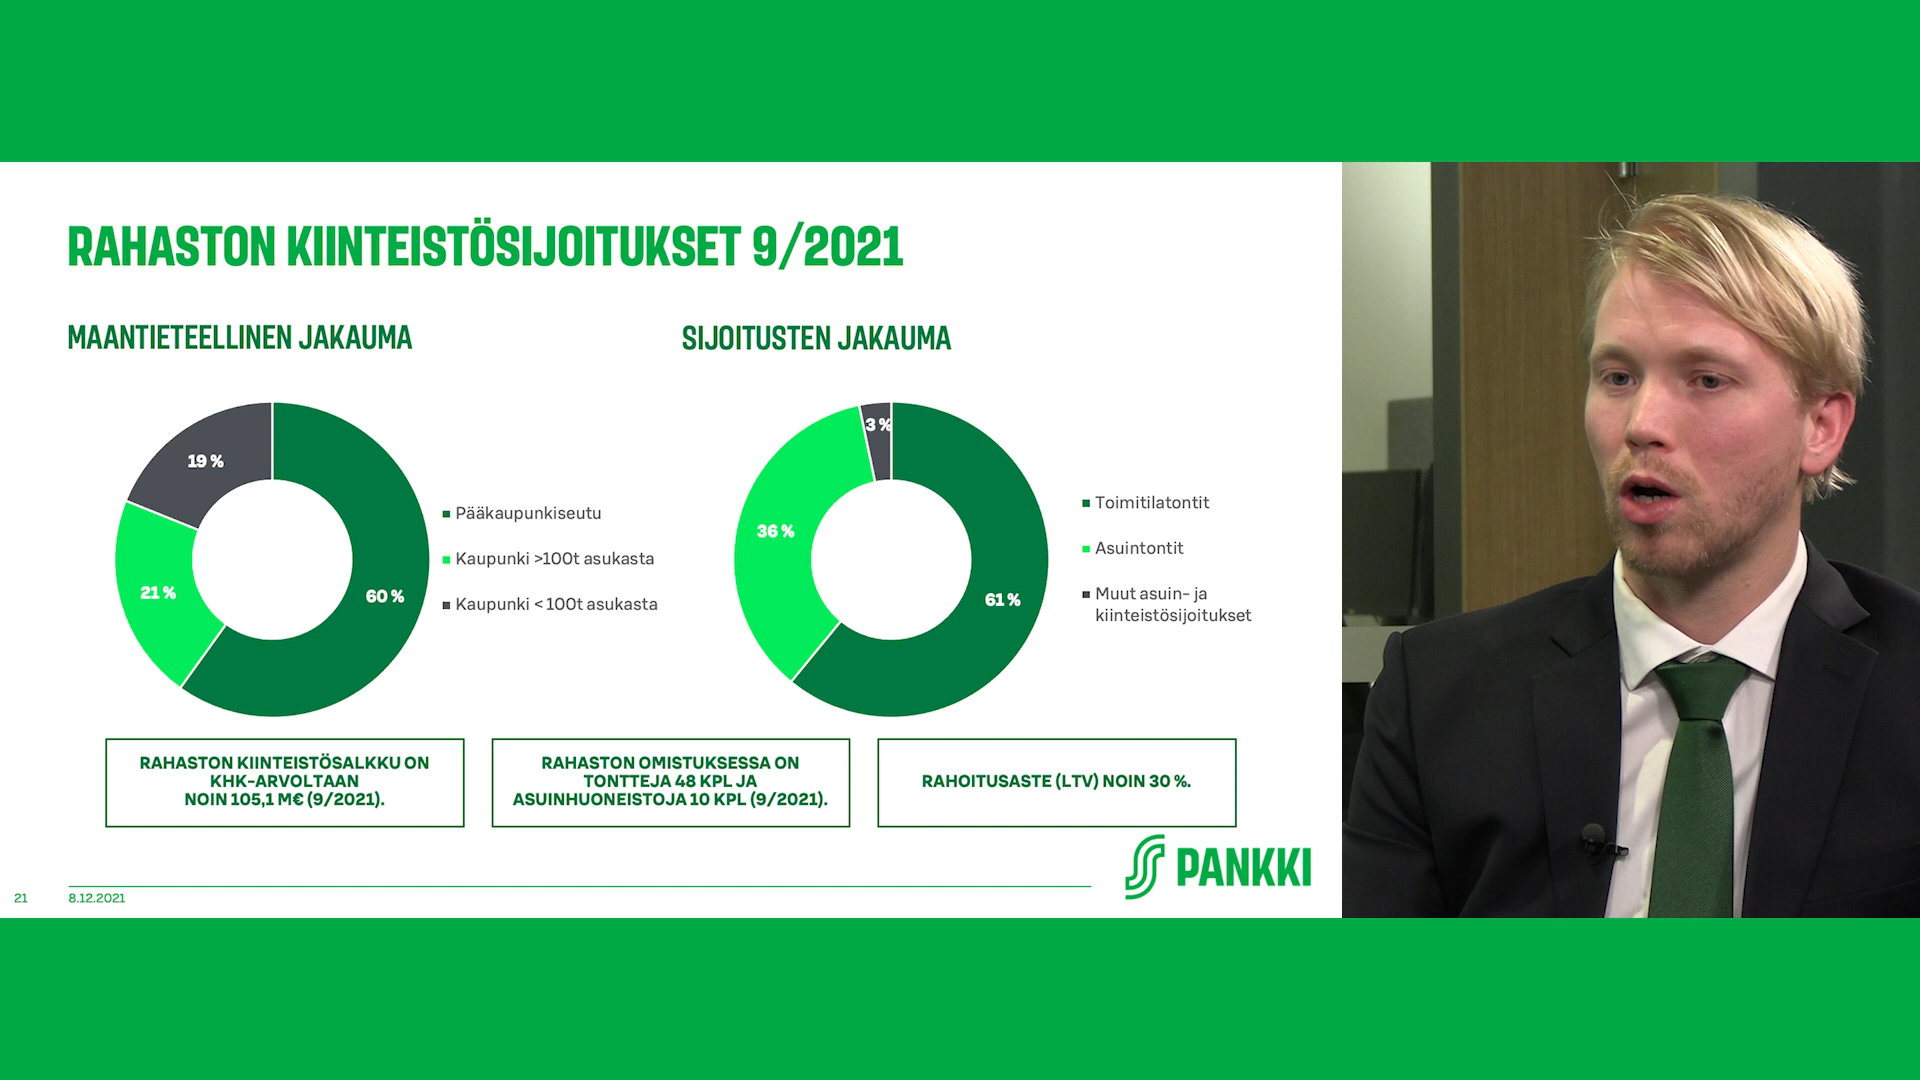 RAHASTON KIINTEISTÖSIJOITUKSET 9/2021
MAANTIETEELLINEN JAKAUMA
19 %
21 %
60 %
Pääkaupunkiseutu
Kaupunki >100t asukasta
Kaupunki < 100t asukasta
SIJOITUSTEN JAKAUMA
3 %
36 %
61 %
Toimitilatontit
Asuintontit
Muut asuin- ja
kiinteistösijoitukset
RAHASTON KIINTEISTÖSALKKU ON
KHK-ARVOLTAAN
NOIN 105,1 M€ (9/2021).
RAHASTON OMISTUKSESSA ON
TONTTEJA 48 KPL JA
ASUINHUONEISTOJA 10 KPL (9/2021).
RAHOITUSASTE (LTV) NOIN 30 %.
S PANKKI
21
8.12.2021